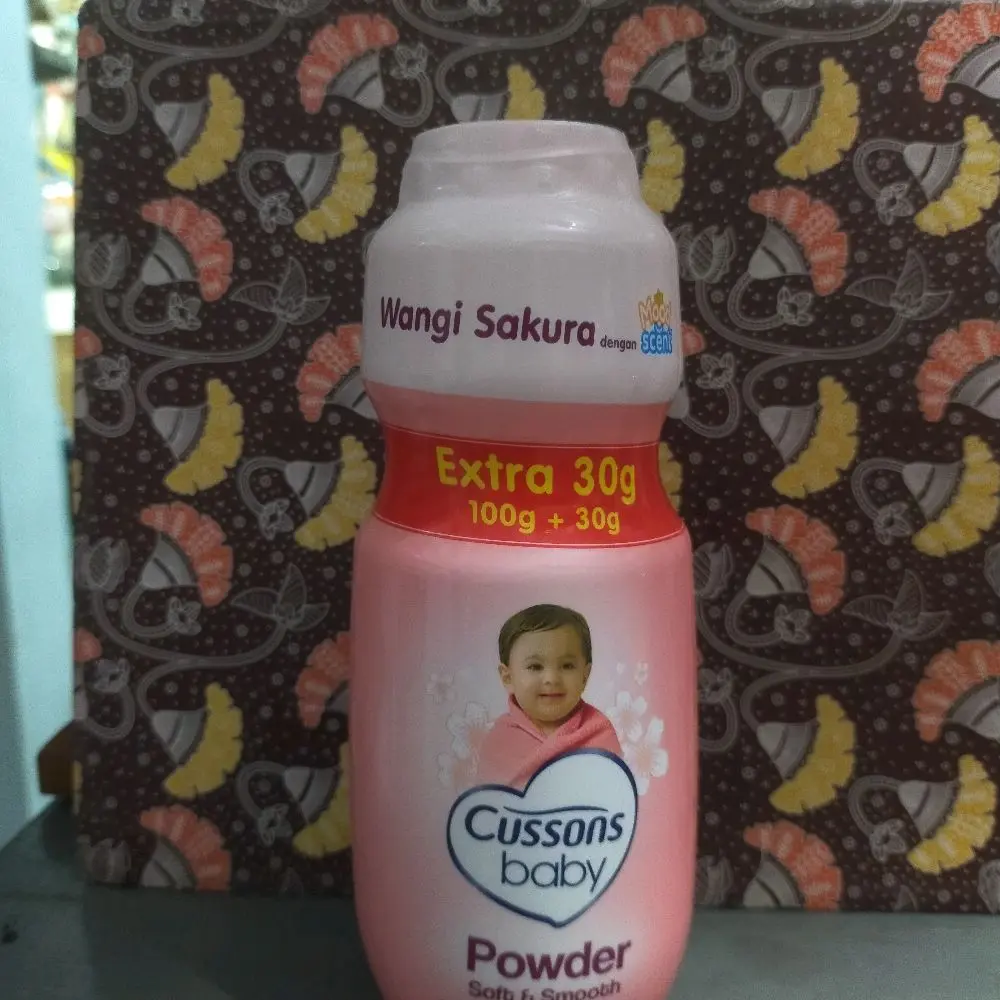 Wangi Sakura dengan Mood scent
Extra 30g
100g + 30g
Cussons
baby
Powder
Soft & Smooth